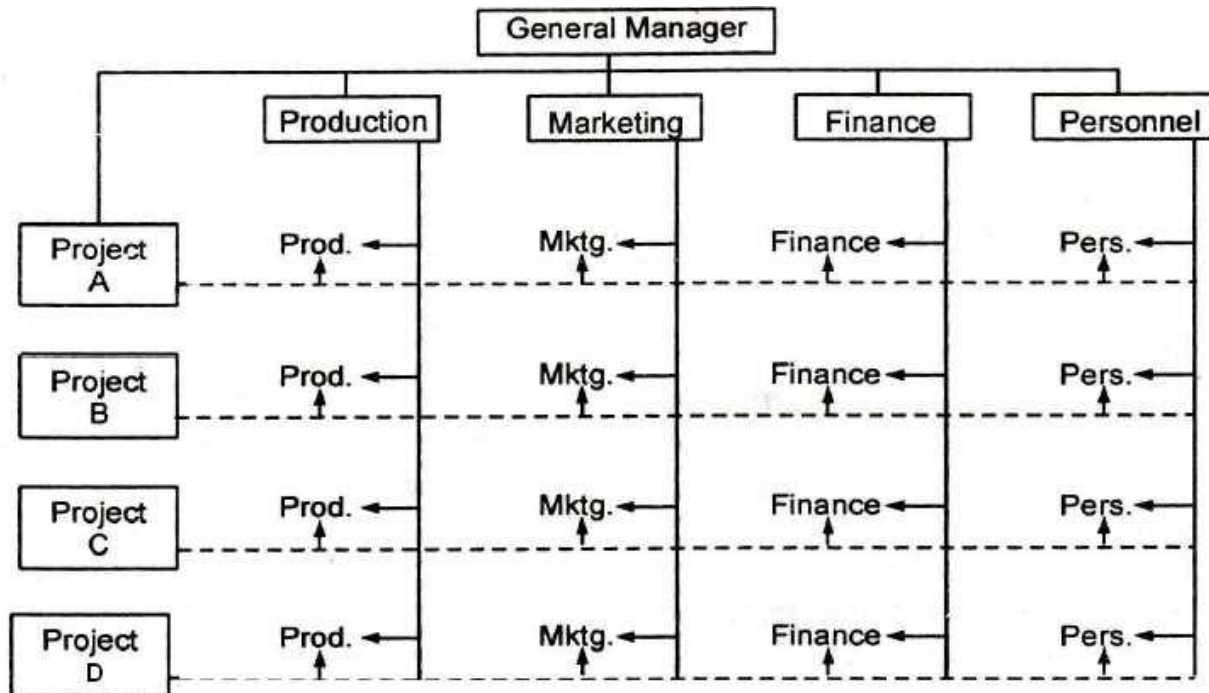 General Manager
Production Marketing Finance Personnel
Project
A
Prod. Mktg. Finance Pers.
Project
B
Prod. Mktg. Finance Pers.
Project
C
Prod. Mktg. Finance Pers.
Project
D
Prod. Mktg. Finance Pers.